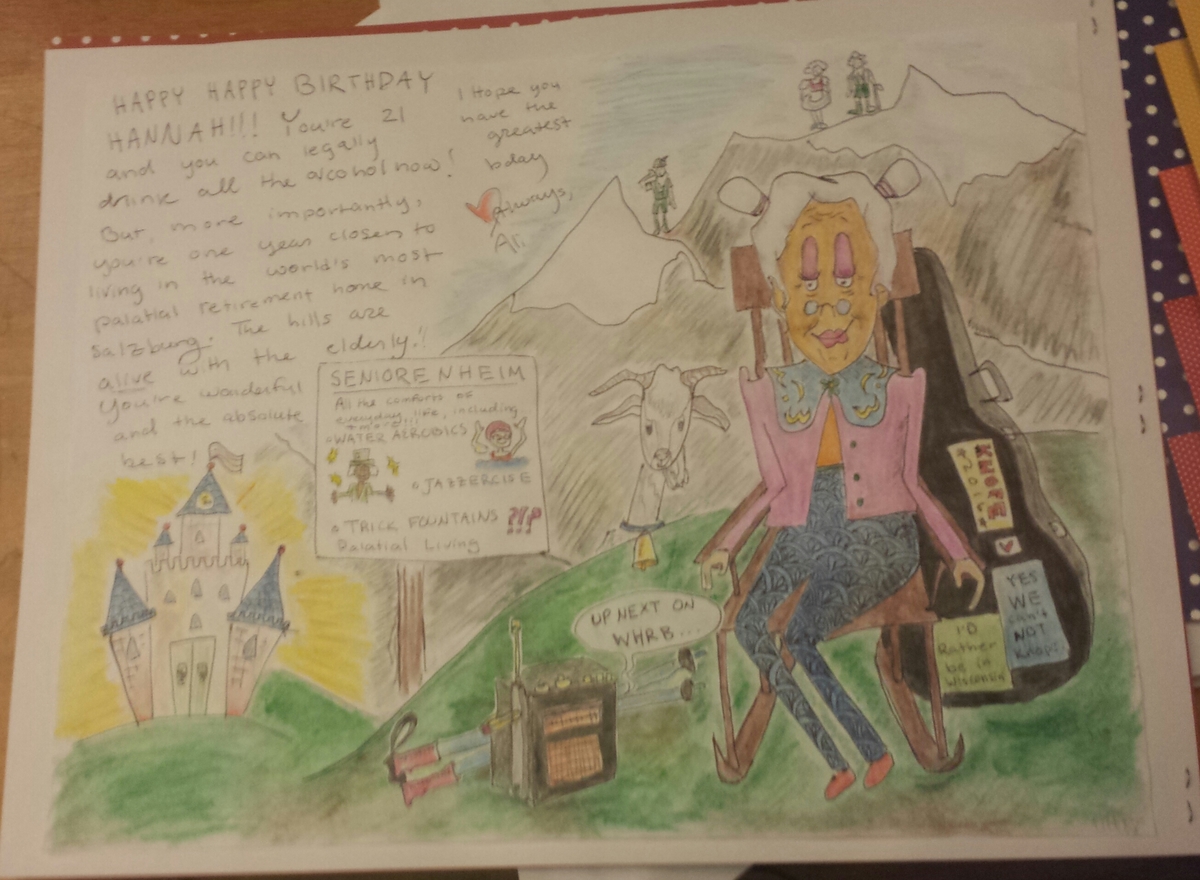 HAPPY HAPPY BIRTHDAY
HANNAH!!! You're 21
and you can legally
drink all the alcohol now!
But, more importantly,
you're one year closer to
living in the world's most
palatial retirement home in
Salzburg. The hills are
alive with the elderly!!
You're wonderful
and the absolute
best!
I Hope you
have the
greatest
bday
Always,
Ali
SENIORENHEIM
All the comforts of
everyday life, including
WATER AEROBICS
JAZZERCISE
TRICK FOUNTAINS ???
Palatial Living
UP NEXT ON
WHRB...
YES
WE
can't
NOT
Knopf
I'D
Rather
be in
Wisconsin